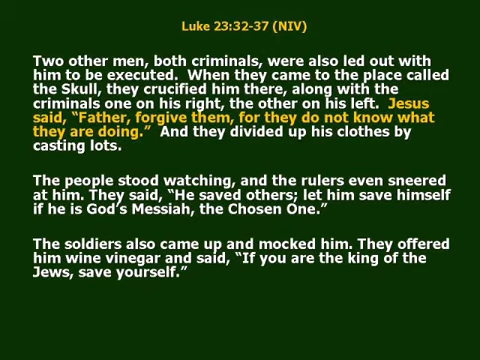 Luke 23:32-37 (NIV)
Two other men, both criminals, were also led out with
him to be executed.  When they came to the place called
the Skull, they crucified him there, along with the
criminals one on his right, the other on his left.  Jesus
said, “Father, forgive them, for they do not know what
they are doing.”  And they divided up his clothes by
casting lots.
The people stood watching, and the rulers even sneered
at him. They said, “He saved others; let him save himself
if he is God’s Messiah, the Chosen One.”
The soldiers also came up and mocked him. They offered
him wine vinegar and said, “If you are the king of the
Jews, save yourself.”